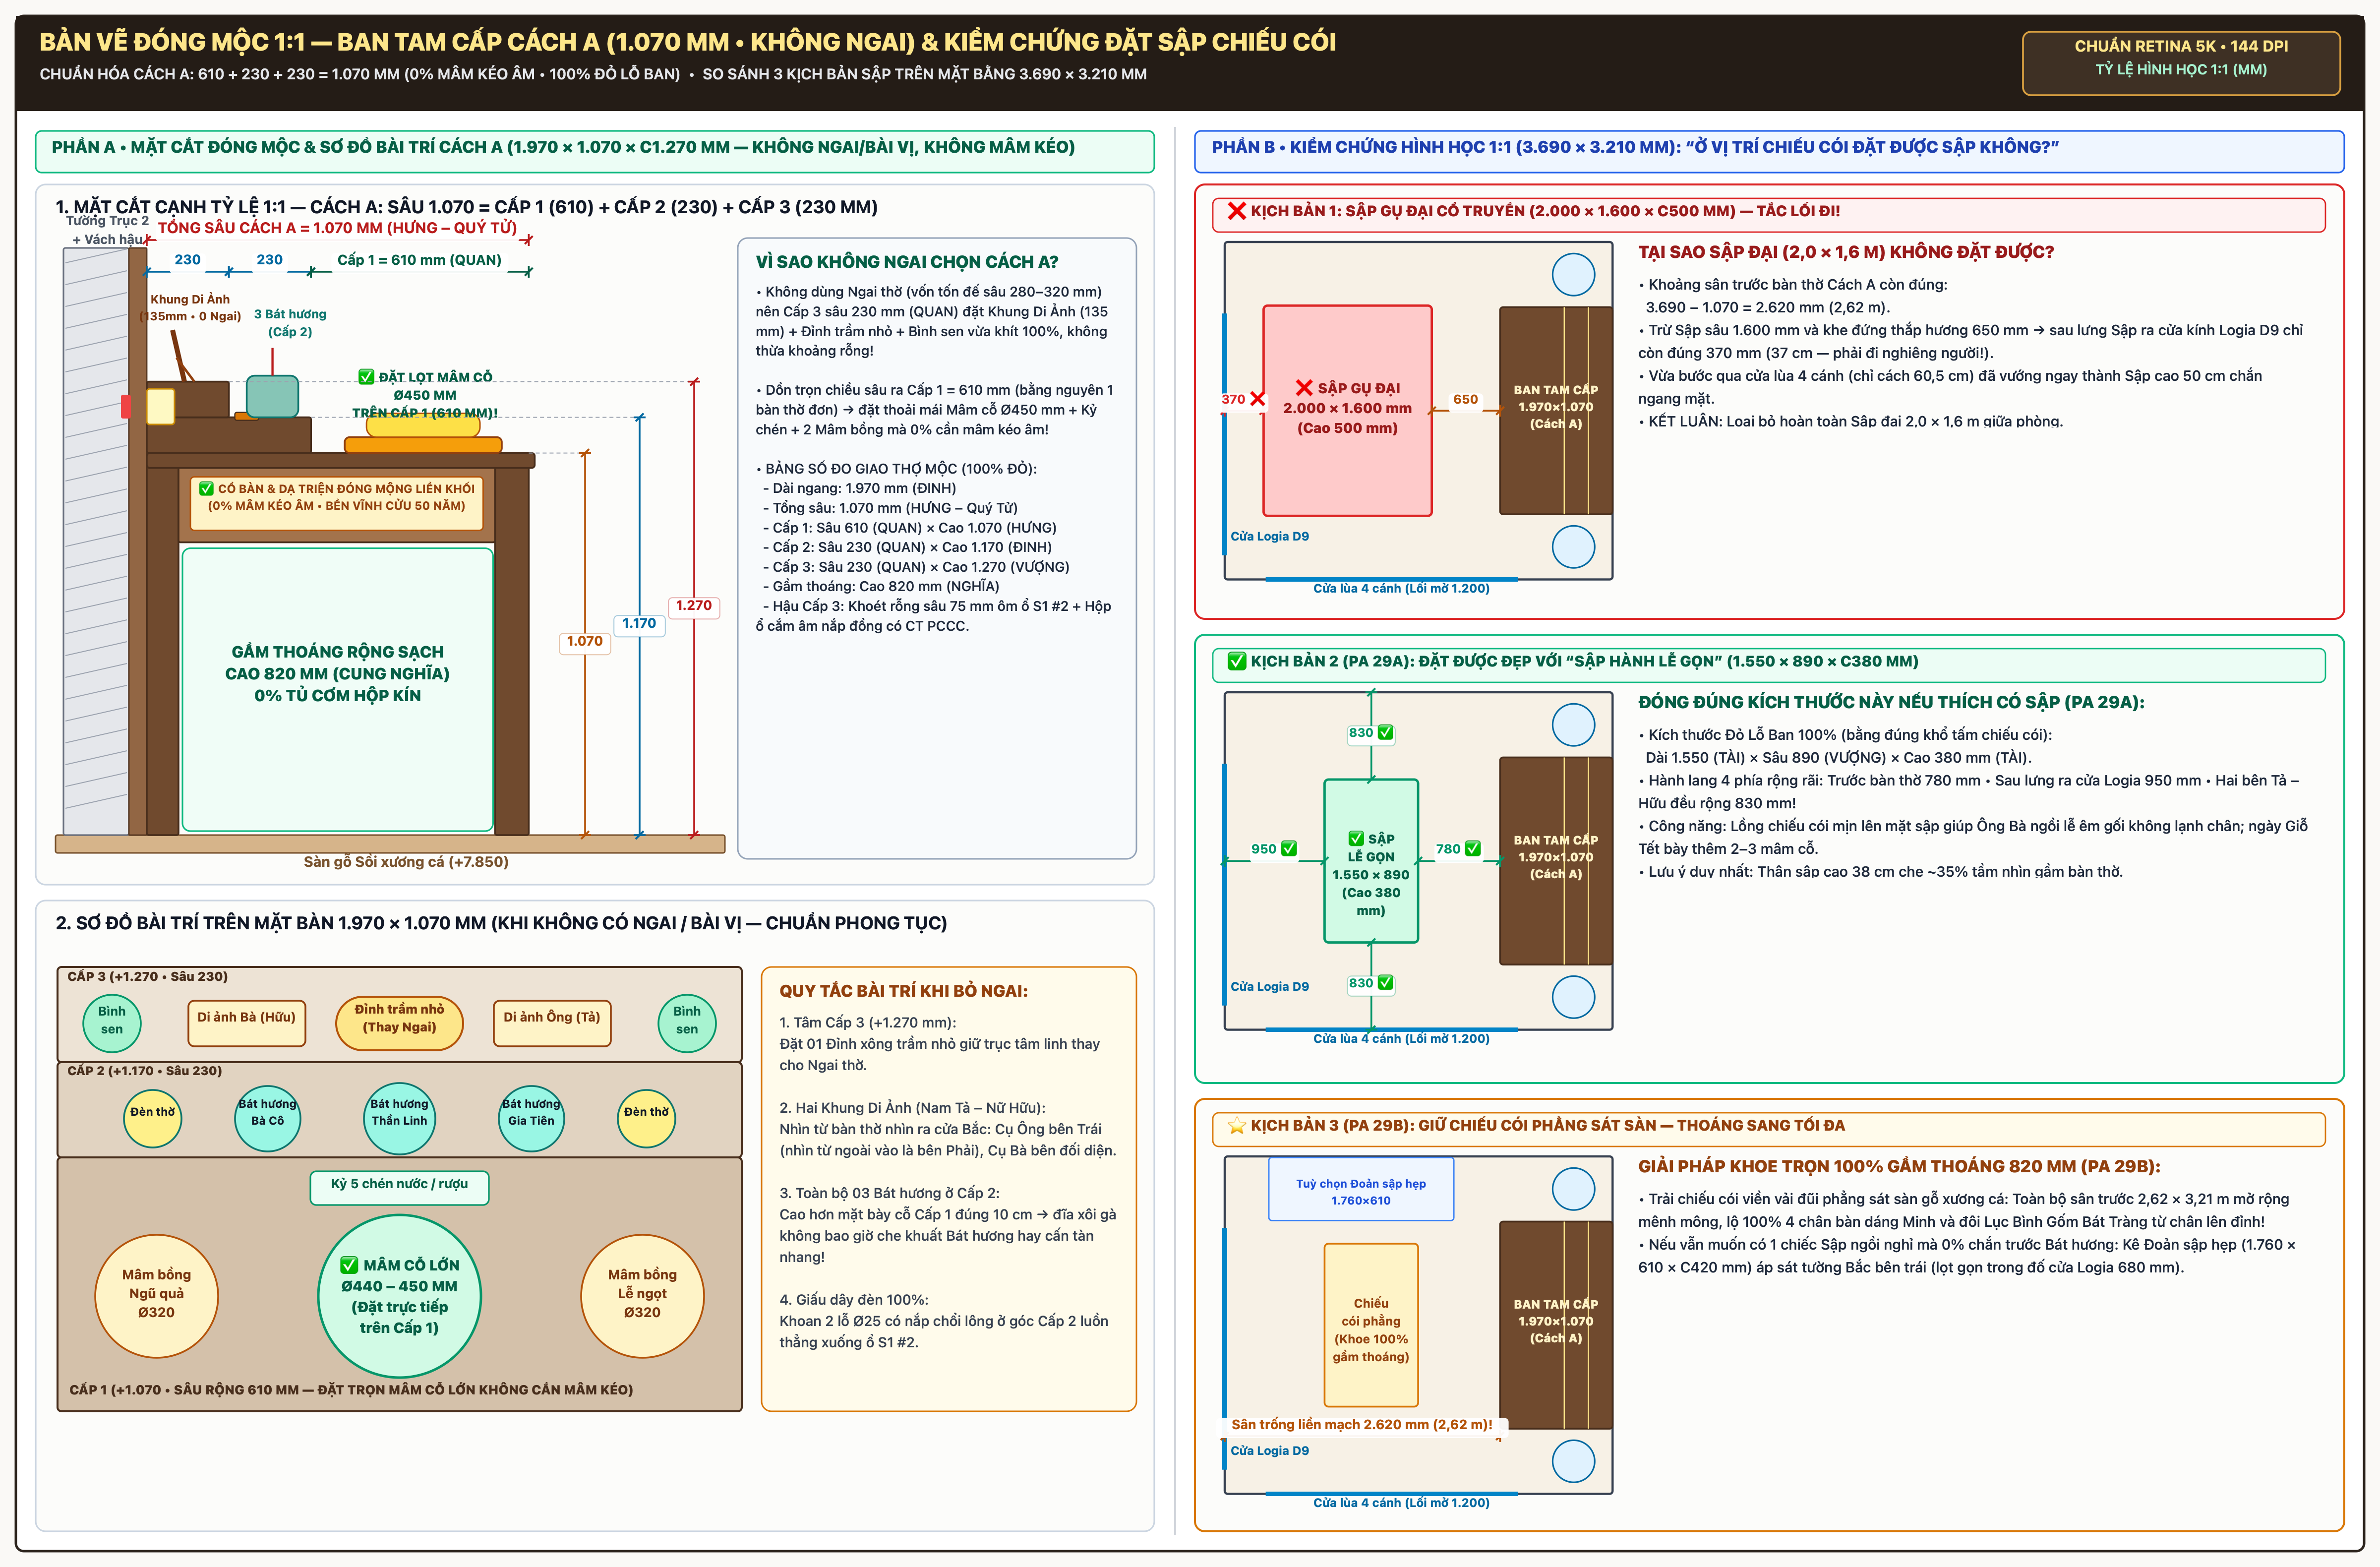 BẢN VẼ ĐÓNG MỘC 1:1 — BAN TAM CẤP CÁCH A (1.070 MM • KHÔNG NGAI) & KIỂM CHỨNG ĐẶT SẬP CHIẾU CÓI
CHUẨN HÓA CÁCH A: 610 + 230 + 230 = 1.070 MM (0% MÂM KÉO ÂM • 100% ĐỎ LỖ BAN) • SO SÁNH 3 KỊCH BẢN SẬP TRÊN MẶT BẰNG 3.690 × 3.210 MM
CHUẨN RETINA 5K • 144 DPI
TỶ LỆ HÌNH HỌC 1:1 (MM)
PHẦN A • MẶT CẮT ĐÓNG MỘC & SƠ ĐỒ BÀI TRÍ CÁCH A (1.970 × 1.070 × C1.270 MM — KHÔNG NGAI/BÀI VỊ, KHÔNG MÂM KÉO)
1. MẶT CẮT CẠNH TỶ LỆ 1:1 — CÁCH A: SÂU 1.070 = CẤP 1 (610) + CẤP 2 (230) + CẤP 3 (230 MM)
Tường Trục 2
+ Vách hậu
TỔNG SÂU CÁCH A = 1.070 MM (HƯNG – QUÝ TỬ)
230
230
Cấp 1 = 610 mm (QUAN)
Khung Di Ảnh
(135mm • 0 Ngai)
3 Bát hương
(Cấp 2)
✅ ĐẶT LỌT MÂM CỖ
Ø450 MM
TRÊN CẤP 1 (610 MM)!
✅ CỔ BÀN & DẠ TRIỆN ĐÓNG MỘNG LIỀN KHỐI
(0% MÂM KÉO ÂM • BỀN VĨNH CỬU 50 NĂM)
GẦM THOÁNG RỘNG SẠCH
CAO 820 MM (CUNG NGHĨA)
0% TỦ CƠM HỘP KÍN
1.070
1.170
1.270
Sàn gỗ Sồi xương cá (+7.850)
VÌ SAO KHÔNG NGAI CHỌN CÁCH A?
• Không dùng Ngai thờ (vốn tốn đế sâu 280–320 mm)
nên Cấp 3 sâu 230 mm (QUAN) đặt Khung Di Ảnh (135
mm) + Đỉnh trầm nhỏ + Bình sen vừa khít 100%, không
thừa khoảng rỗng!
• Dồn trọn chiều sâu ra Cấp 1 = 610 mm (bằng nguyên 1
bàn thờ đơn) → đặt thoải mái Mâm cỗ Ø450 mm + Kỷ
chén + 2 Mâm bồng mà 0% cần mâm kéo âm!
• BẢNG SỐ ĐO GIAO THỢ MỘC (100% ĐỎ):
- Dài ngang: 1.970 mm (ĐINH)
- Tổng sâu: 1.070 mm (HƯNG – Quý Tử)
- Cấp 1: Sâu 610 (QUAN) × Cao 1.070 (HƯNG)
- Cấp 2: Sâu 230 (QUAN) × Cao 1.170 (ĐINH)
- Cấp 3: Sâu 230 (QUAN) × Cao 1.270 (VƯỢNG)
- Gầm thoáng: Cao 820 mm (NGHĨA)
- Hậu Cấp 3: Khoét rỗng sâu 75 mm ôm ổ S1 #2 + Hộp
ổ cắm âm nắp đồng có CT PCCC.
2. SƠ ĐỒ BÀI TRÍ TRÊN MẶT BÀN 1.970 × 1.070 MM (KHI KHÔNG CÓ NGAI / BÀI VỊ — CHUẨN PHONG TỤC)
CẤP 3 (+1.270 • Sâu 230)
Bình
sen
Di ảnh Bà (Hữu)
Đỉnh trầm nhỏ
(Thay Ngai)
Di ảnh Ông (Tả)
Bình
sen
CẤP 2 (+1.170 • Sâu 230)
Đèn thờ
Bát hương
Bà Cô
Bát hương
Thần Linh
Bát hương
Gia Tiên
Đèn thờ
Kỷ 5 chén nước / rượu
Mâm bồng
Ngũ quả
Ø320
✅ MÂM CỖ LỚN
Ø440 – 450 MM
(Đặt trực tiếp
trên Cấp 1)
Mâm bồng
Lễ ngọt
Ø320
CẤP 1 (+1.070 • SÂU RỘNG 610 MM — ĐẶT TRỌN MÂM CỖ LỚN KHÔNG CẦN MÂM KÉO)
QUY TẮC BÀI TRÍ KHI BỎ NGAI:
1. Tâm Cấp 3 (+1.270 mm):
Đặt 01 Đỉnh xông trầm nhỏ giữ trục tâm linh thay
cho Ngai thờ.
2. Hai Khung Di Ảnh (Nam Tả – Nữ Hữu):
Nhìn từ bàn thờ nhìn ra cửa Bắc: Cụ Ông bên Trái
(nhìn từ ngoài vào là bên Phải), Cụ Bà bên đối diện.
3. Toàn bộ 03 Bát hương ở Cấp 2:
Cao hơn mặt bày cỗ Cấp 1 đúng 10 cm → đĩa xôi gà
không bao giờ che khuất Bát hương hay cấn tàn
nhang!
4. Giấu dây đèn 100%:
Khoan 2 lỗ Ø25 có nắp chổi lông ở góc Cấp 2 luồn
thẳng xuống ổ S1 #2.
PHẦN B • KIỂM CHỨNG HÌNH HỌC 1:1 (3.690 × 3.210 MM): “Ở VỊ TRÍ CHIẾU CÓI ĐẶT ĐƯỢC SẬP KHÔNG?”
❌ KỊCH BẢN 1: SẬP GỤ ĐẠI CỔ TRUYỀN (2.000 × 1.600 × C500 MM) — TẮC LỐI ĐI!
370 ❌
❌ SẬP GỤ ĐẠI
2.000 × 1.600 mm
(Cao 500 mm)
650
BAN TAM CẤP
1.970×1.070
(Cách A)
Cửa Logia D9
Cửa lùa 4 cánh (Lối mở 1.200)
TẠI SAO SẬP ĐẠI (2,0 × 1,6 M) KHÔNG ĐẶT ĐƯỢC?
• Khoảng sân trước bàn thờ Cách A còn đúng:
3.690 − 1.070 = 2.620 mm (2,62 m).
• Trừ Sập sâu 1.600 mm và khe đứng thắp hương 650 mm → sau lưng Sập ra cửa kính Logia D9 chỉ
còn đúng 370 mm (37 cm — phải đi nghiêng người!).
• Vừa bước qua cửa lùa 4 cánh (chỉ cách 60,5 cm) đã vướng ngay thành Sập cao 50 cm chắn
ngang mặt.
• KẾT LUẬN: Loại bỏ hoàn toàn Sập đại 2,0 × 1,6 m giữa phòng.
✅ KỊCH BẢN 2 (PA 29A): ĐẶT ĐƯỢC ĐẸP VỚI “SẬP HÀNH LỄ GỌN” (1.550 × 890 × C380 MM)
830 ✅
950 ✅
✅ SẬP
LỄ GỌN
1.550 × 890
(Cao 380
mm)
780 ✅
BAN TAM CẤP
1.970×1.070
(Cách A)
830 ✅
Cửa Logia D9
Cửa lùa 4 cánh (Lối mở 1.200)
ĐÓNG ĐÚNG KÍCH THƯỚC NÀY NẾU THÍCH CÓ SẬP (PA 29A):
• Kích thước Đỏ Lỗ Ban 100% (bằng đúng khổ tấm chiếu cói):
Dài 1.550 (TÀI) × Sâu 890 (VƯỢNG) × Cao 380 mm (TÀI).
• Hành lang 4 phía rộng rãi: Trước bàn thờ 780 mm • Sau lưng ra cửa Logia 950 mm • Hai bên Tả –
Hữu đều rộng 830 mm!
• Công năng: Lồng chiếu cói mịn lên mặt sập giúp Ông Bà ngồi lễ êm gối không lạnh chân; ngày Giỗ
Tết bày thêm 2–3 mâm cỗ.
• Lưu ý duy nhất: Thân sập cao 38 cm che ~35% tầm nhìn gầm bàn thờ.
⭐ KỊCH BẢN 3 (PA 29B): GIỮ CHIẾU CÓI PHẲNG SÁT SÀN — THOÁNG SANG TỐI ĐA
Tuỳ chọn Đoản sập hẹp
1.760×610
Chiếu
cói phẳng
(Khoe 100%
gầm thoáng)
BAN TAM CẤP
1.970×1.070
(Cách A)
Sân trống liền mạch 2.620 mm (2,62 m)!
Cửa Logia D9
Cửa lùa 4 cánh (Lối mở 1.200)
GIẢI PHÁP KHOE TRỌN 100% GẦM THOÁNG 820 MM (PA 29B):
• Trải chiếu cói viền vải đũi phẳng sát sàn gỗ xương cá: Toàn bộ sân trước 2,62 × 3,21 m mở rộng
mênh mông, lộ 100% 4 chân bàn dáng Minh và đôi Lục Bình Gốm Bát Tràng từ chân lên đỉnh!
• Nếu vẫn muốn có 1 chiếc Sập ngồi nghỉ mà 0% chắn trước Bát hương: Kê Đoản sập hẹp (1.760 ×
610 × C420 mm) áp sát tường Bắc bên trái (lọt gọn trong đố cửa Logia 680 mm).